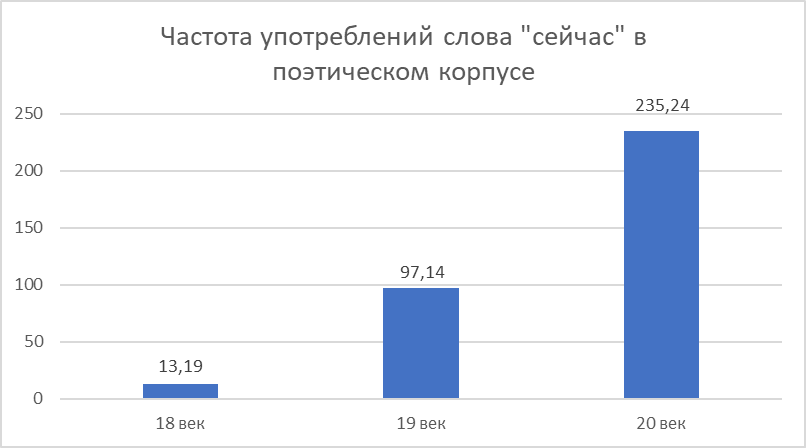 Частота употреблений слова "сейчас" в
поэтическом корпусе
250
200
150
100
50
0
13,19
97,14
235,24
18 век
19 век
20 век